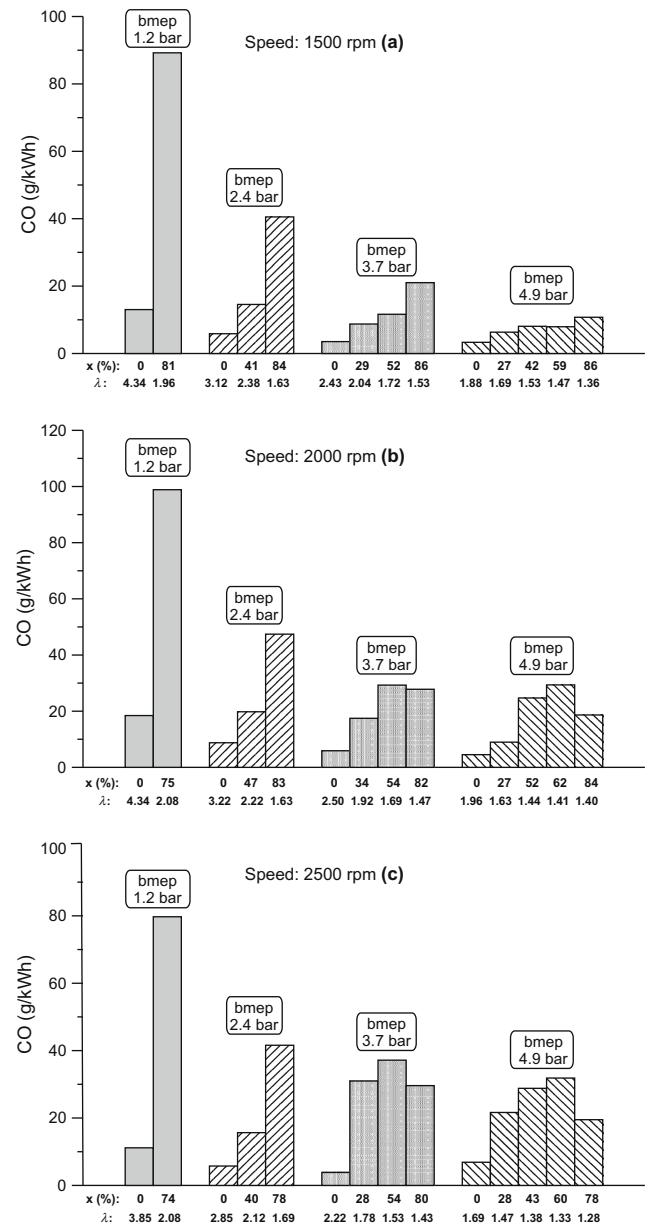 100
80
60
40
20
0
CO (g/kWh)
bmep
1.2 bar
Speed: 1500 rpm (a)
bmep
2.4 bar
bmep
3.7 bar
bmep
4.9 bar
x (%): 0 81 0 41 84 0 29 52 86 0 27 42 59 86
λ: 4.34 1.96 3.12 2.38 1.63 2.43 2.04 1.72 1.53 1.88 1.69 1.53 1.47 1.36
120
100
80
60
40
20
0
CO (g/kWh)
bmep
1.2 bar
Speed: 2000 rpm (b)
bmep
2.4 bar
bmep
3.7 bar
bmep
4.9 bar
x (%): 0 75 0 47 83 0 34 54 82 0 27 52 62 84
λ: 4.34 2.08 3.22 2.22 1.63 2.50 1.92 1.69 1.47 1.96 1.63 1.44 1.41 1.40
100
80
60
40
20
0
CO (g/kWh)
bmep
1.2 bar
Speed: 2500 rpm (c)
bmep
2.4 bar
bmep
3.7 bar
bmep
4.9 bar
x (%): 0 74 0 40 78 0 28 54 80 0 28 43 60 78
λ: 3.85 2.08 2.85 2.12 1.69 2.22 1.78 1.53 1.43 1.69 1.47 1.38 1.33 1.28